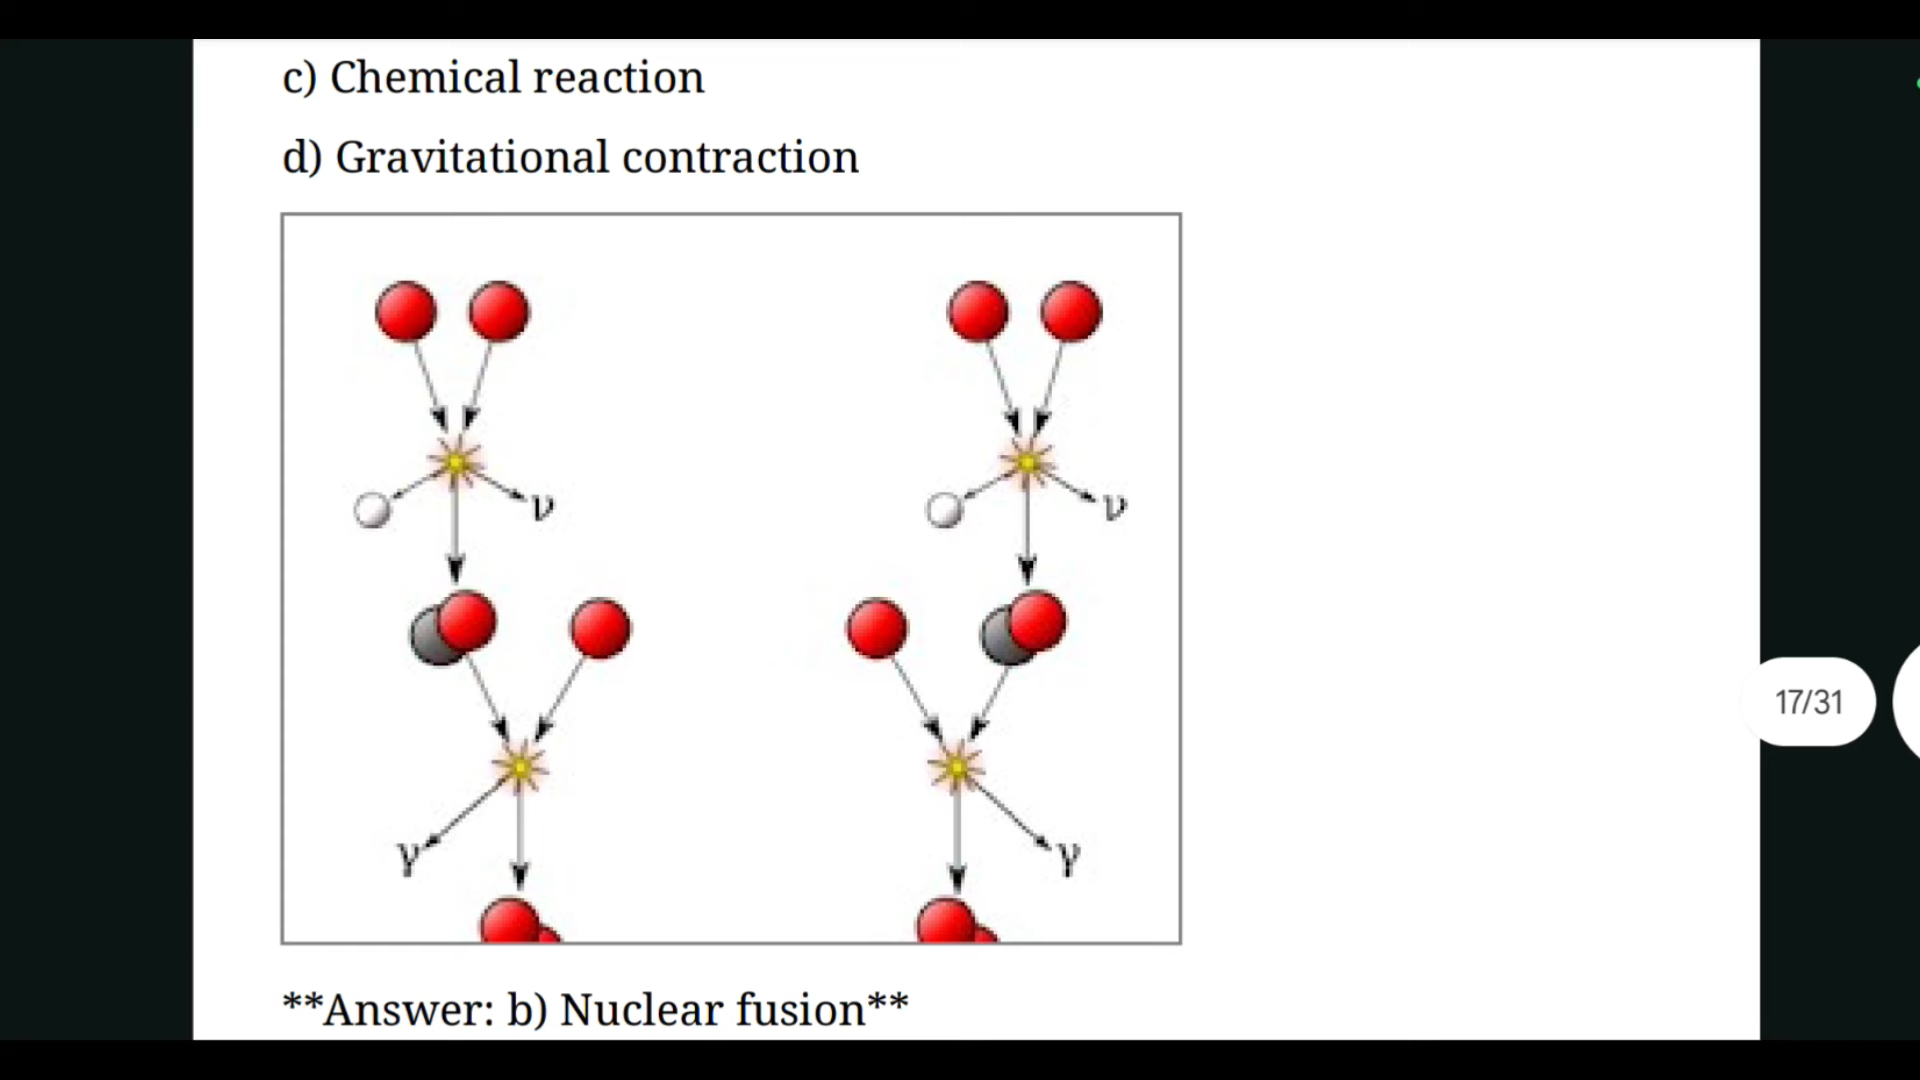 c) Chemical reaction
d) Gravitational contraction
ν ν
γ γ
17/31
**Answer: b) Nuclear fusion**